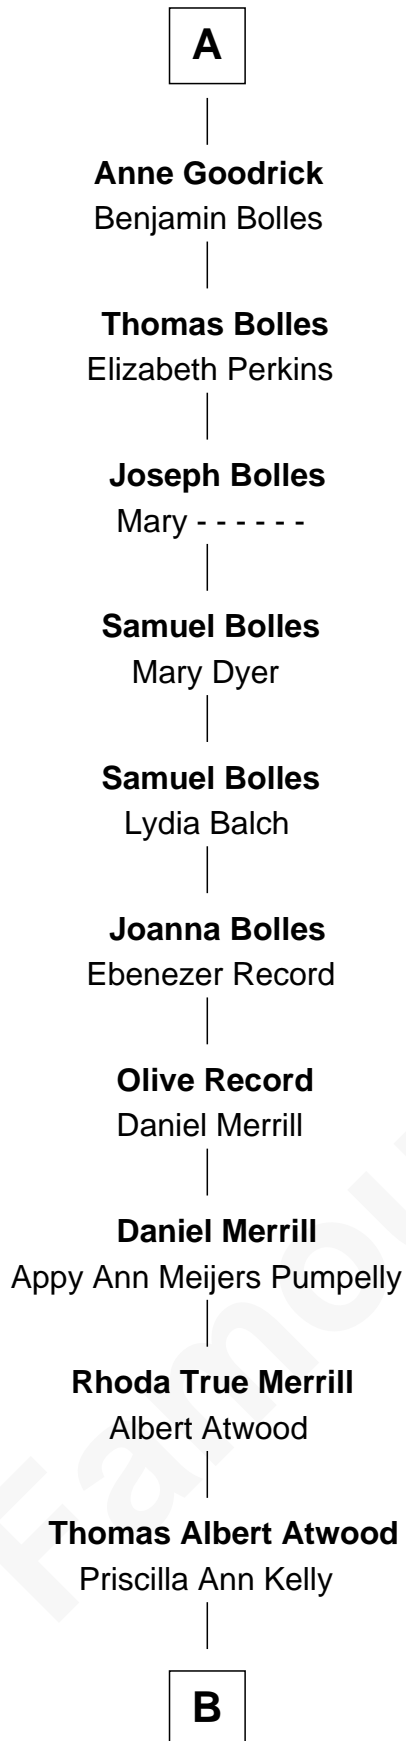 A
Anne Goodrick
Benjamin Bolles
Thomas Bolles
Elizabeth Perkins
Joseph Bolles
Mary - - - - - -
Samuel Bolles
Mary Dyer
Samuel Bolles
Lydia Balch
Joanna Bolles
Ebenezer Record
Olive Record
Daniel Merrill
Daniel Merrill
Appy Ann Meijers Pumpelly
Rhoda True Merrill
Albert Atwood
Thomas Albert Atwood
Priscilla Ann Kelly
B